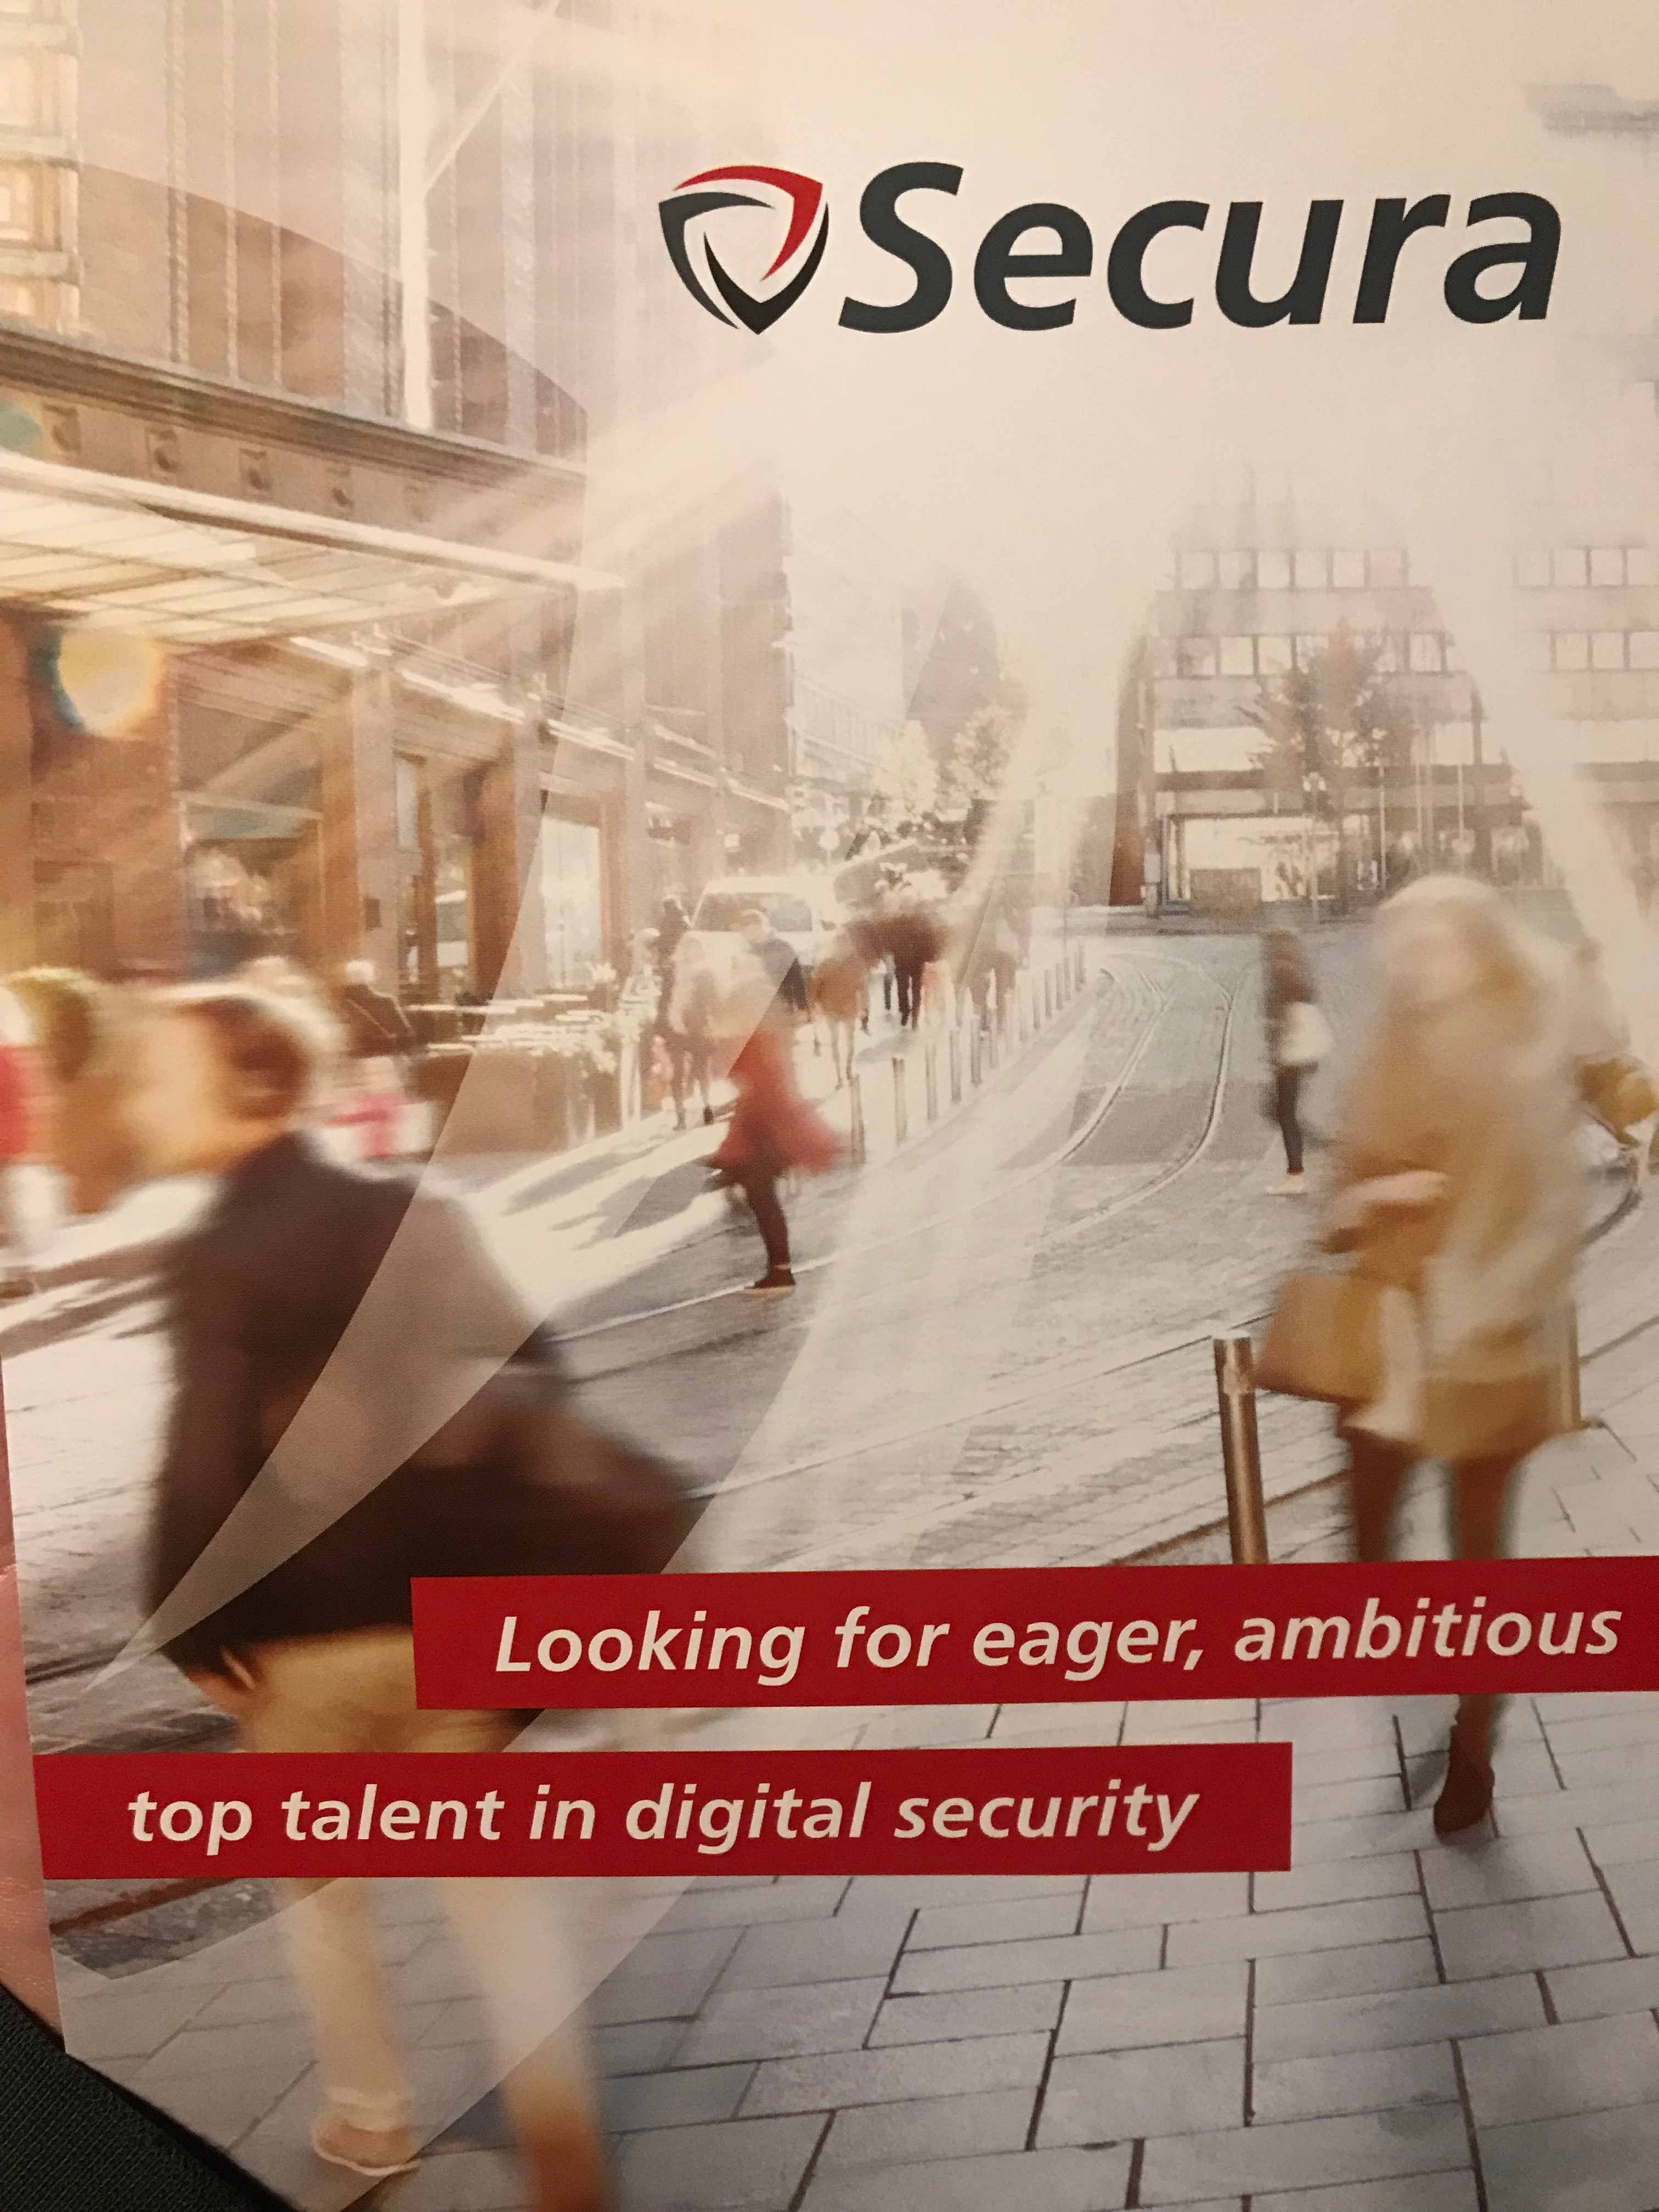 Secura
Looking for eager, ambitious
top talent in digital security